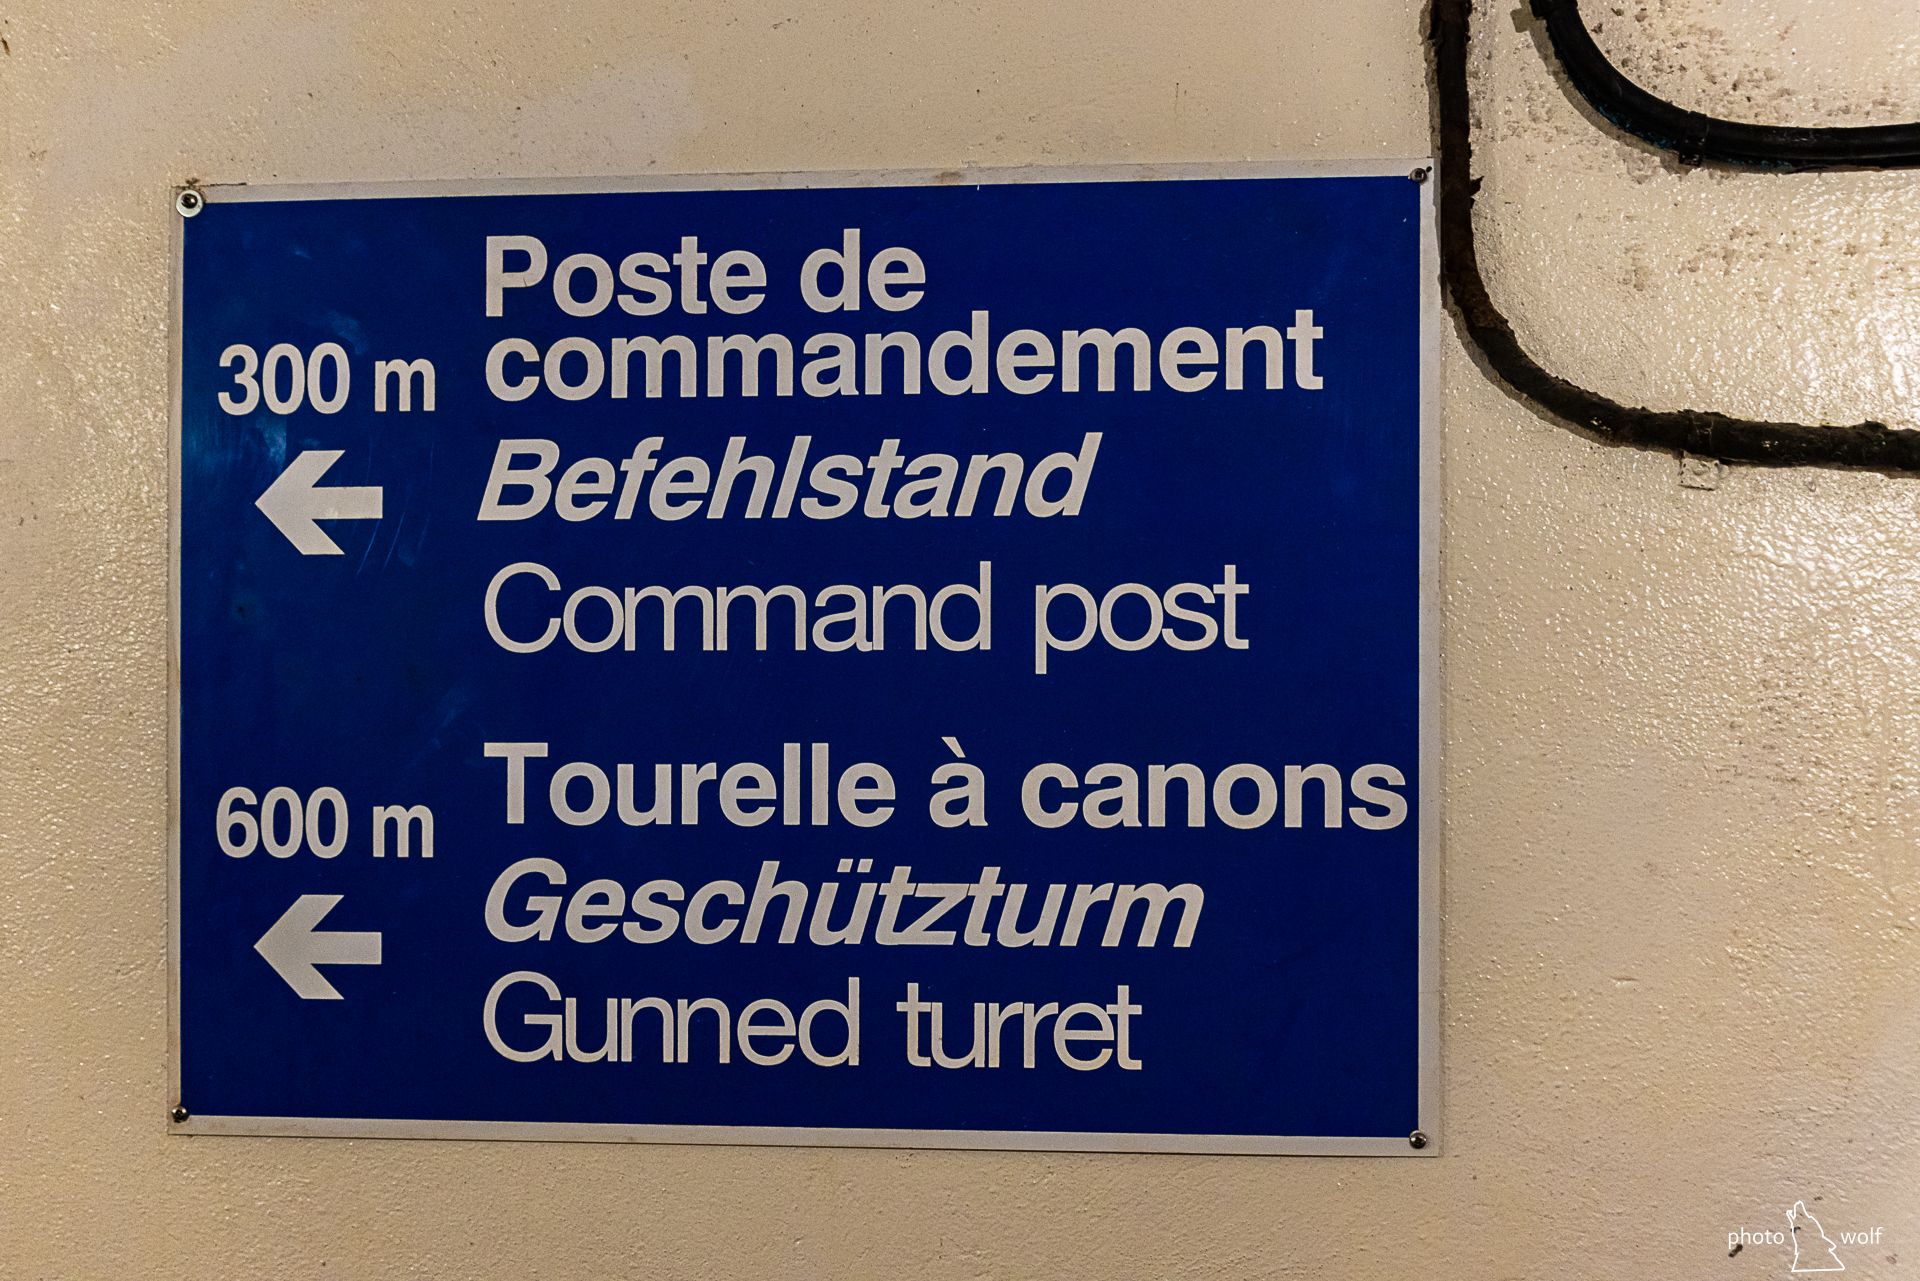 Poste de
commandement
300 m
Befehlstand
Command post
Tourelle à canons
600 m
Geschützturm
Gunned turret
photo wolf